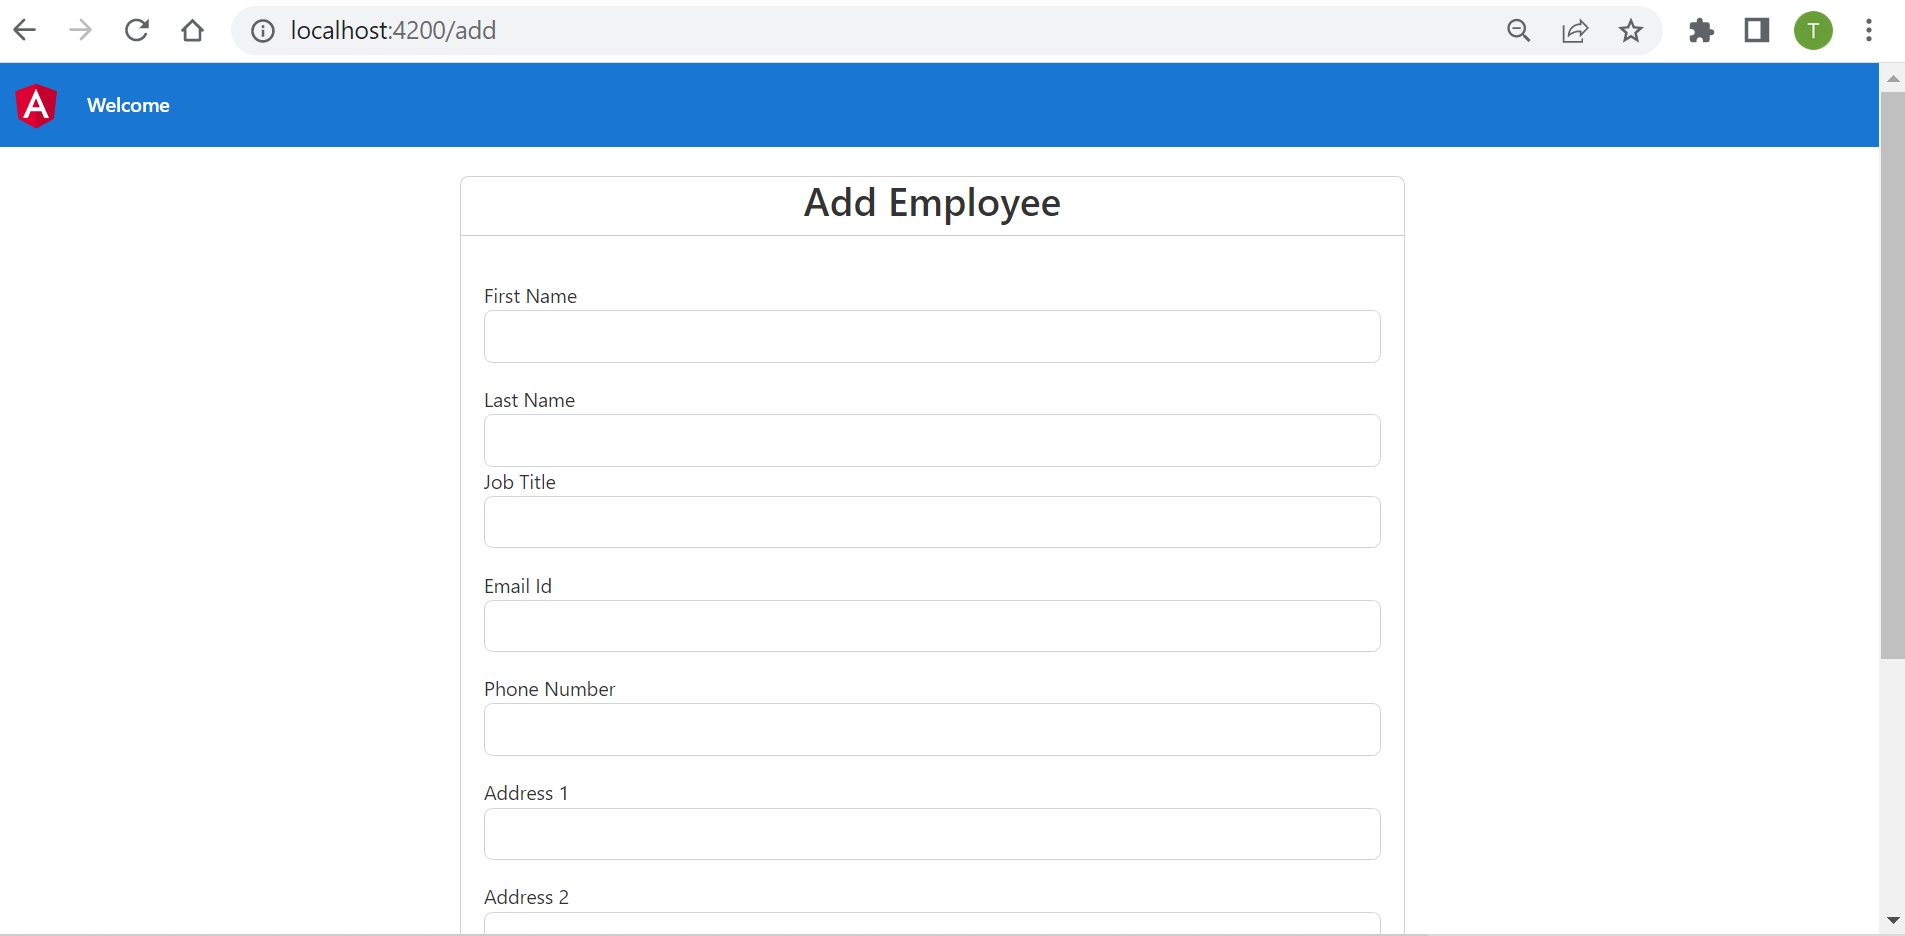 localhost:4200/add
T
A
Welcome
Add Employee
First Name
Last Name
Job Title
Email Id
Phone Number
Address 1
Address 2